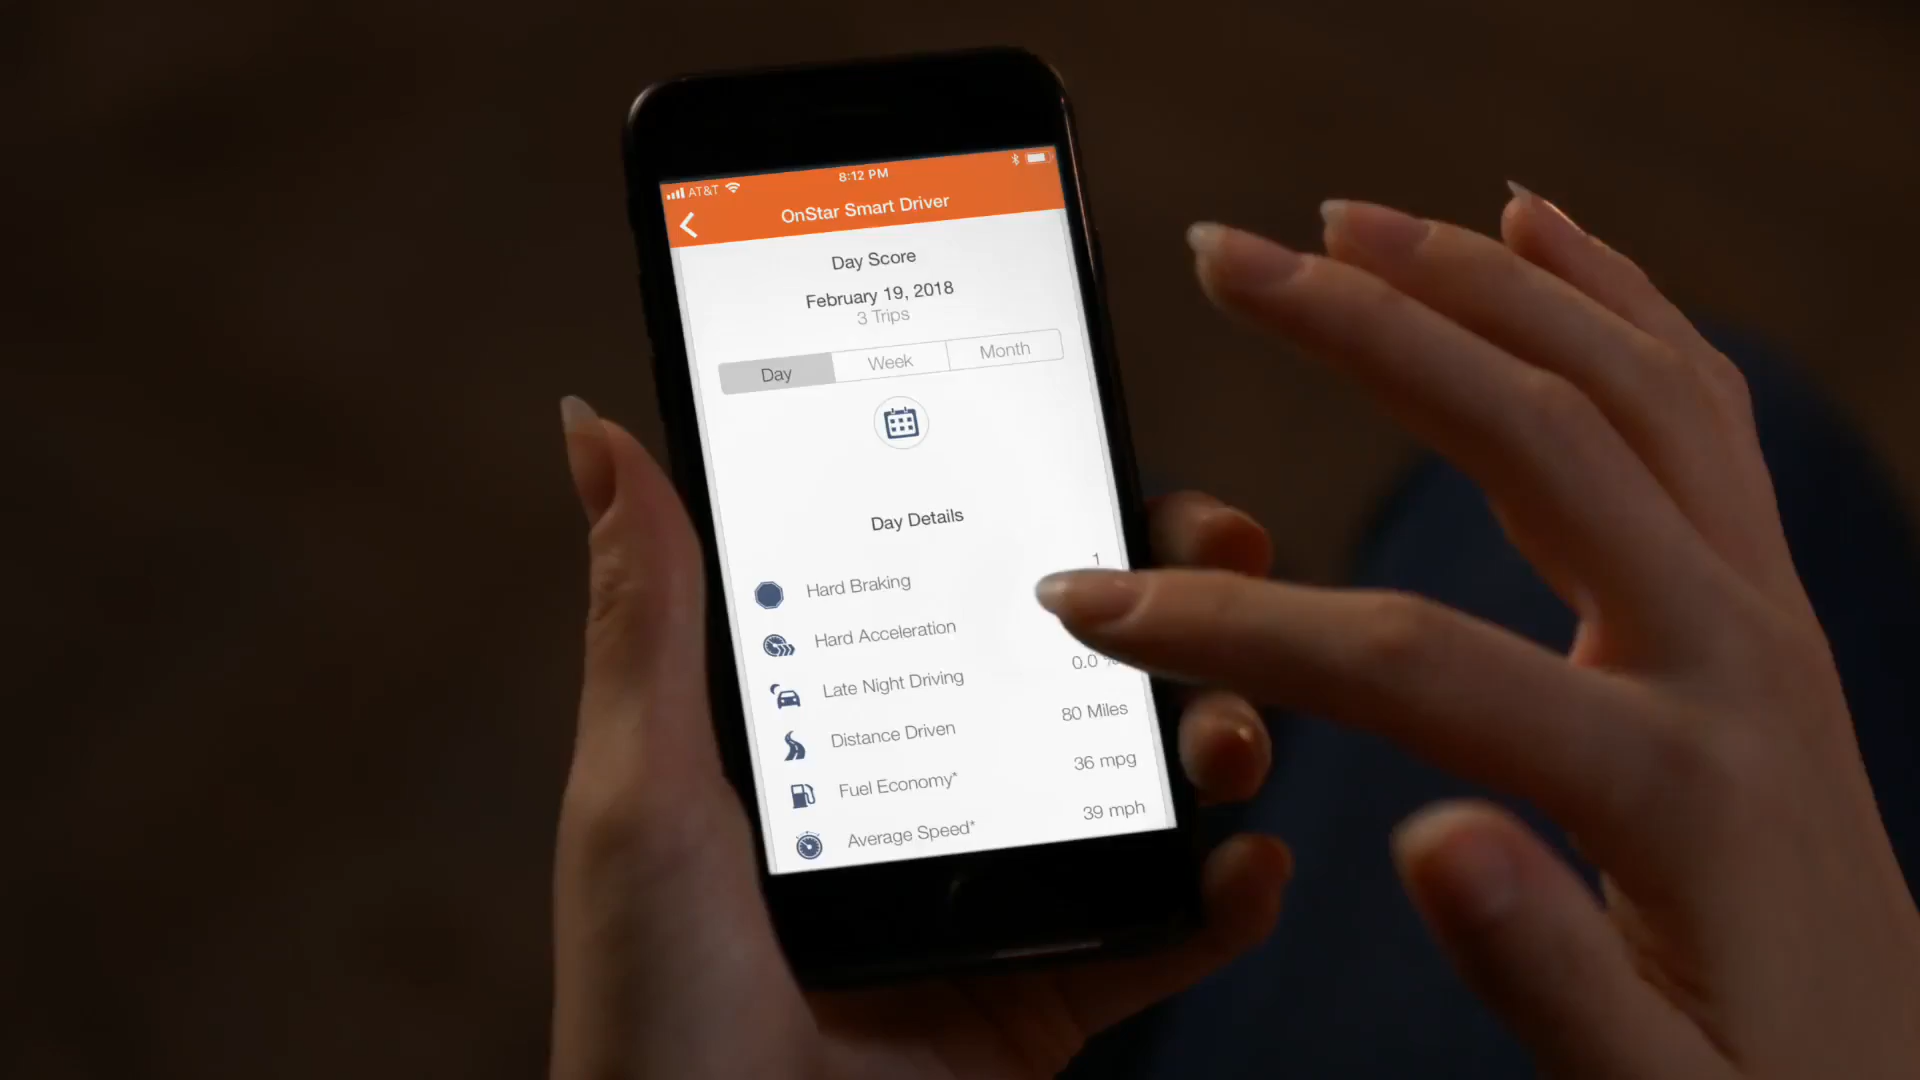 AT&T
8:12 PM
OnStar Smart Driver
Day Score
February 19, 2018
3 Trips
Day Week Month
Day Details
Hard Braking 1
Hard Acceleration
Late Night Driving 0.0 %
Distance Driven 80 Miles
Fuel Economy* 36 mpg
Average Speed* 39 mph